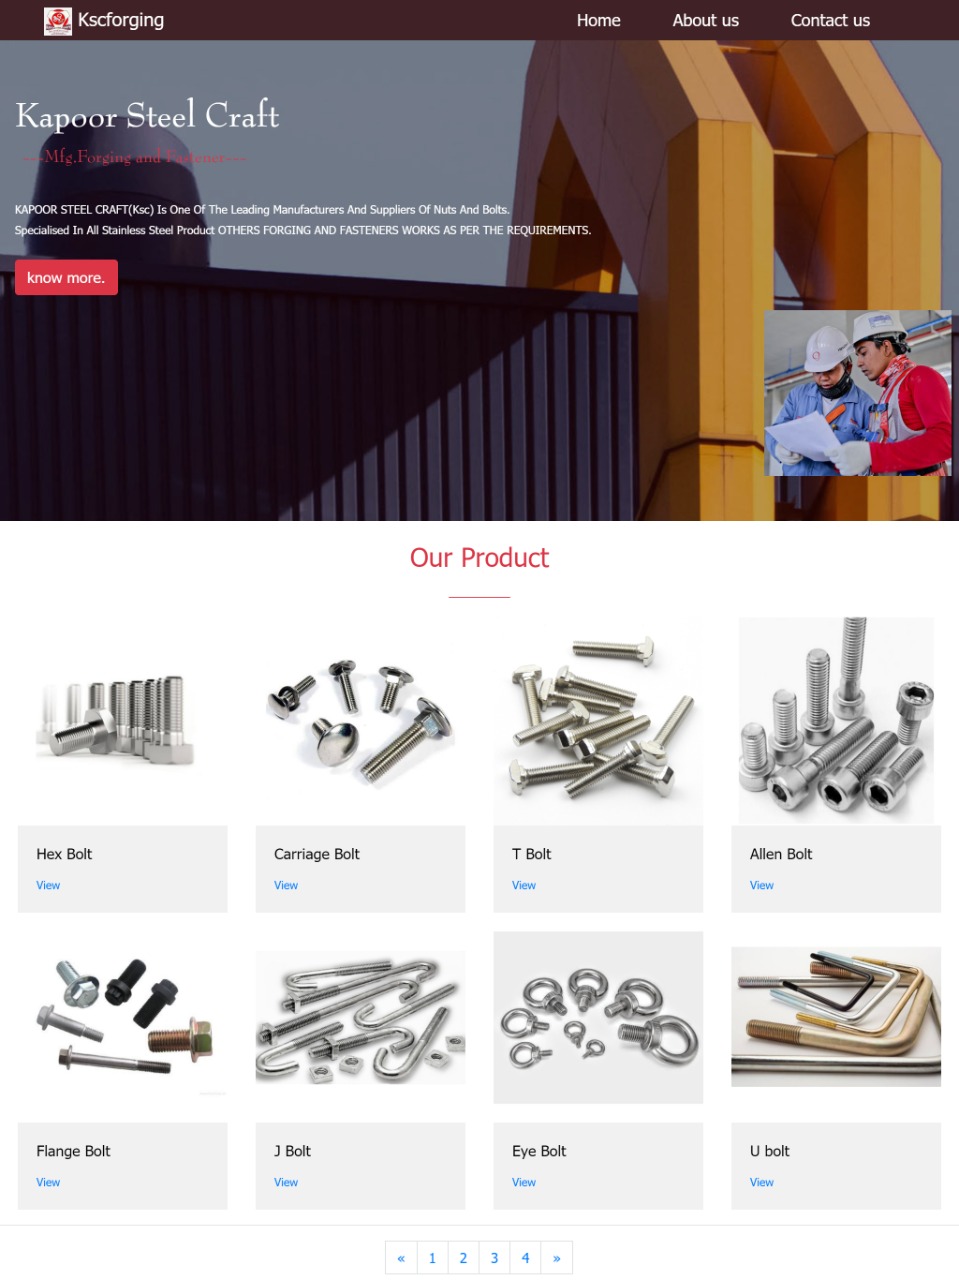 Kscforging
Home
About us
Contact us
Kapoor Steel Craft
---Mfg.Forging and Fastener---
KAPOOR STEEL CRAFT(Ksc) Is One Of The Leading Manufacturers And Suppliers Of Nuts And Bolts.
Specialised In All Stainless Steel Product OTHERS FORGING AND FASTENERS WORKS AS PER THE REQUIREMENTS.
know more.
Our Product
Hex Bolt
View
Carriage Bolt
View
T Bolt
View
Allen Bolt
View
Flange Bolt
View
J Bolt
View
Eye Bolt
View
U bolt
View
« 1 2 3 4 »